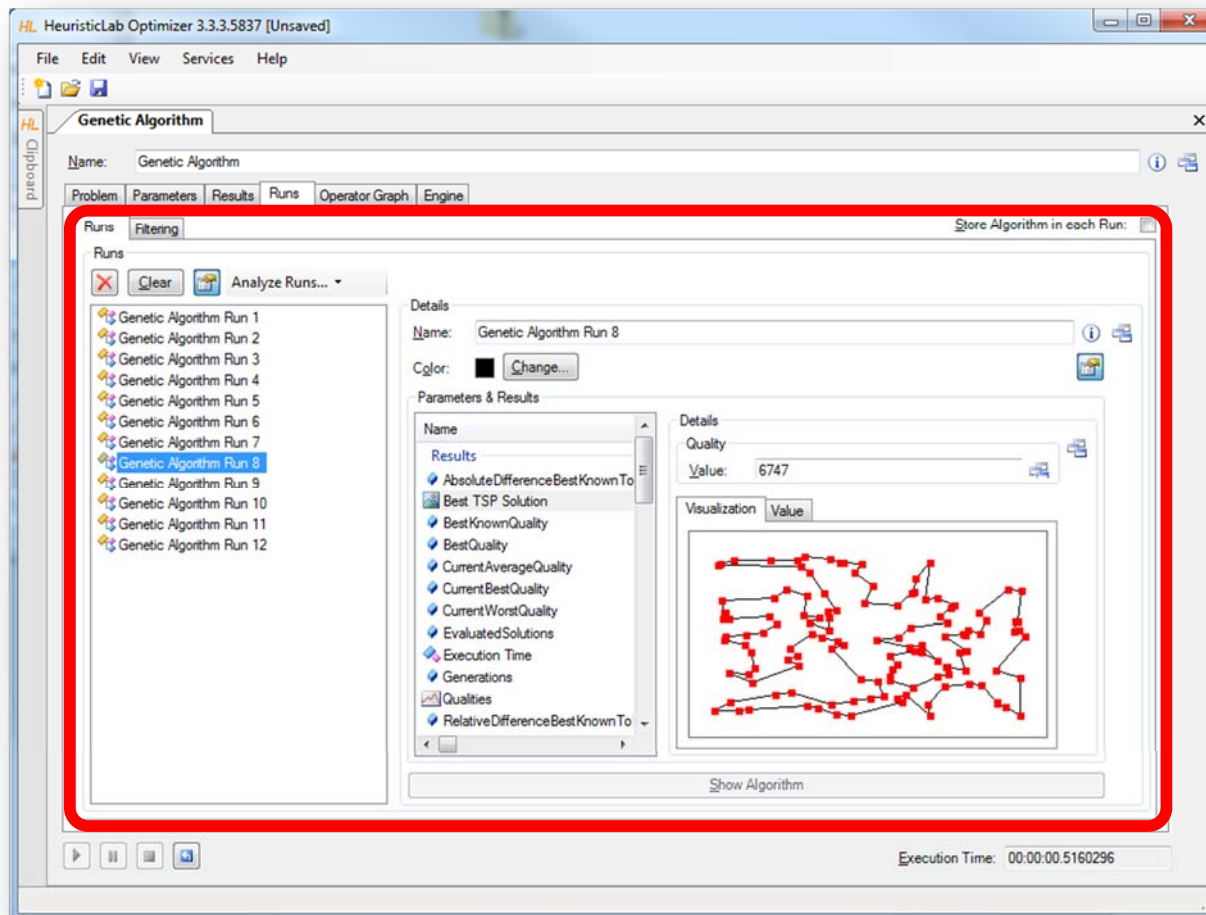 HL HeuristicLab Optimizer 3.3.3.5837 [Unsaved]
File Edit View Services Help
HL Clipboard
Genetic Algorithm
Name: Genetic Algorithm
Problem Parameters Results Runs Operator Graph Engine
Runs Filtering Store Algorithm in each Run:
Runs
Clear Analyze Runs...
Genetic Algorithm Run 1
Genetic Algorithm Run 2
Genetic Algorithm Run 3
Genetic Algorithm Run 4
Genetic Algorithm Run 5
Genetic Algorithm Run 6
Genetic Algorithm Run 7
Genetic Algorithm Run 8
Genetic Algorithm Run 9
Genetic Algorithm Run 10
Genetic Algorithm Run 11
Genetic Algorithm Run 12
Details
Name: Genetic Algorithm Run 8
Color: Change...
Parameters & Results
Name
Results
AbsoluteDifferenceBestKnownTo
Best TSP Solution
BestKnownQuality
BestQuality
CurrentAverageQuality
CurrentBestQuality
CurrentWorstQuality
EvaluatedSolutions
Execution Time
Generations
Qualities
RelativeDifferenceBestKnownTo
Details
Quality
Value: 6747
Visualization Value
Show Algorithm
Execution Time: 00:00:00.5160296